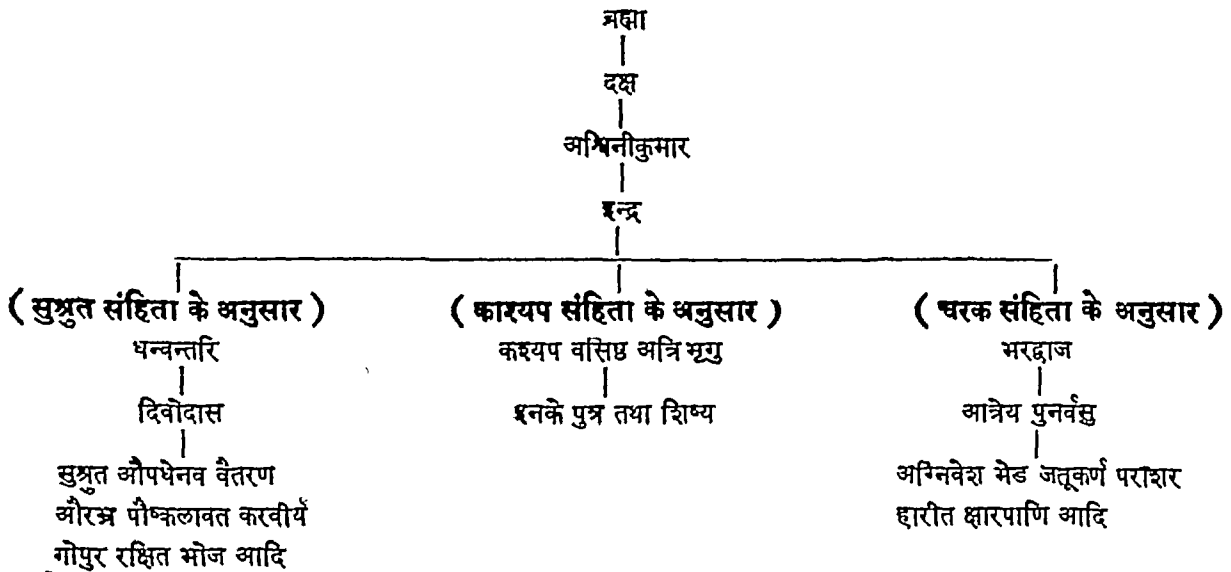 ब्रह्मा
दक्ष
अश्विनीकुमार
इन्द्र
( सुश्रुत संहिता के अनुसार ) ( काश्यप संहिता के अनुसार ) ( चरक संहिता के अनुसार )
धन्वन्तरि कश्यप वसिष्ठ अत्रि भृगु भरद्वाज
दिवोदास इनके पुत्र तथा शिष्य आत्रेय पुनर्वसु
सुश्रुत औपधेनव वैतरण अग्निवेश भेड जतूकर्ण पराशर
औरभ्र पौष्कलावत करवीर्य हारीत क्षारपाणि आदि
गोपुर रक्षित भोज आदि